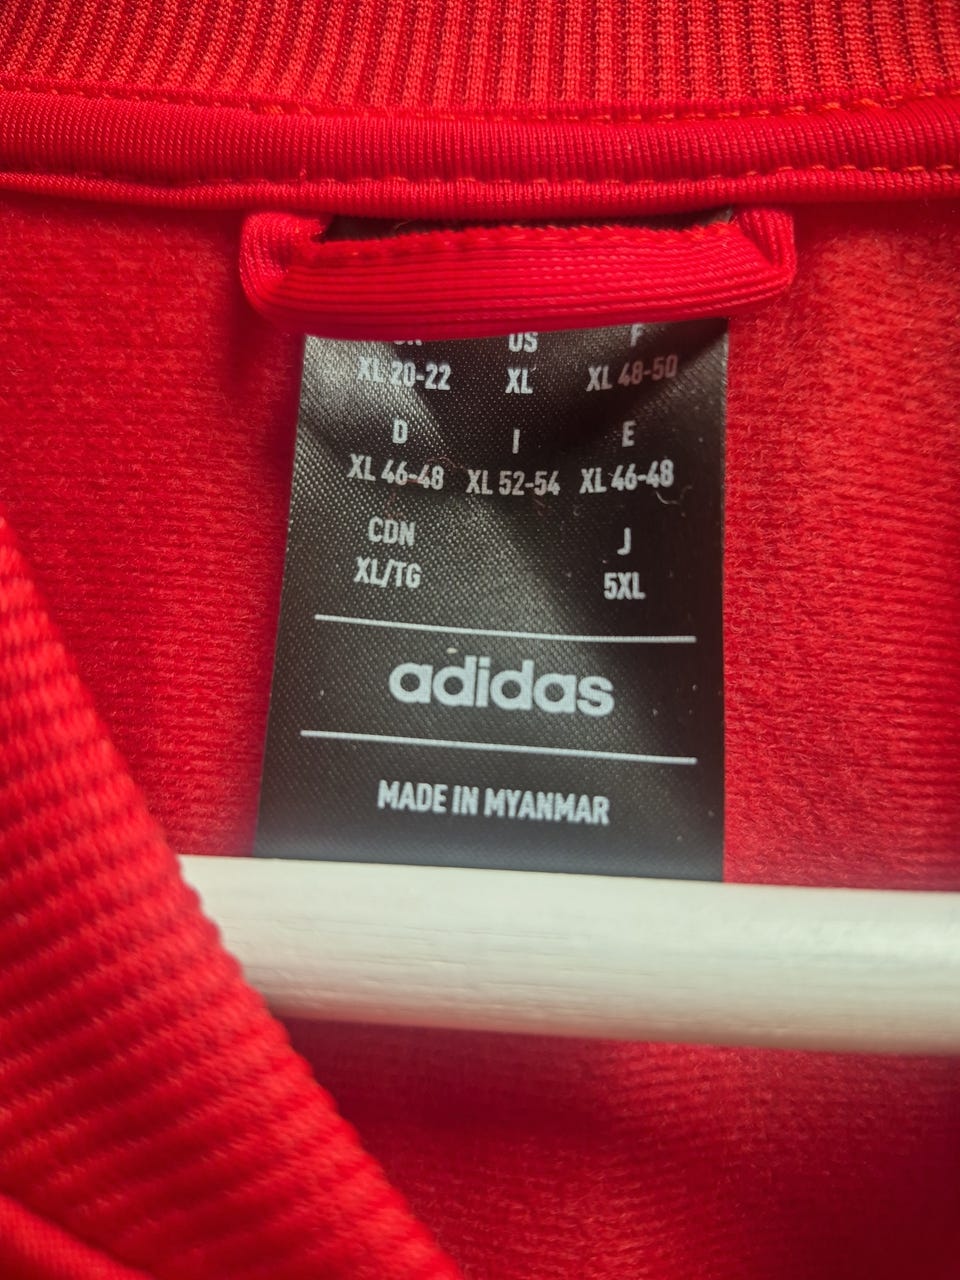 US
XL 20-22 XL XL 48-50
D I E
XL 46-48 XL 52-54 XL 46-48
CDN J
XL/TG 5XL
adidas
MADE IN MYANMAR